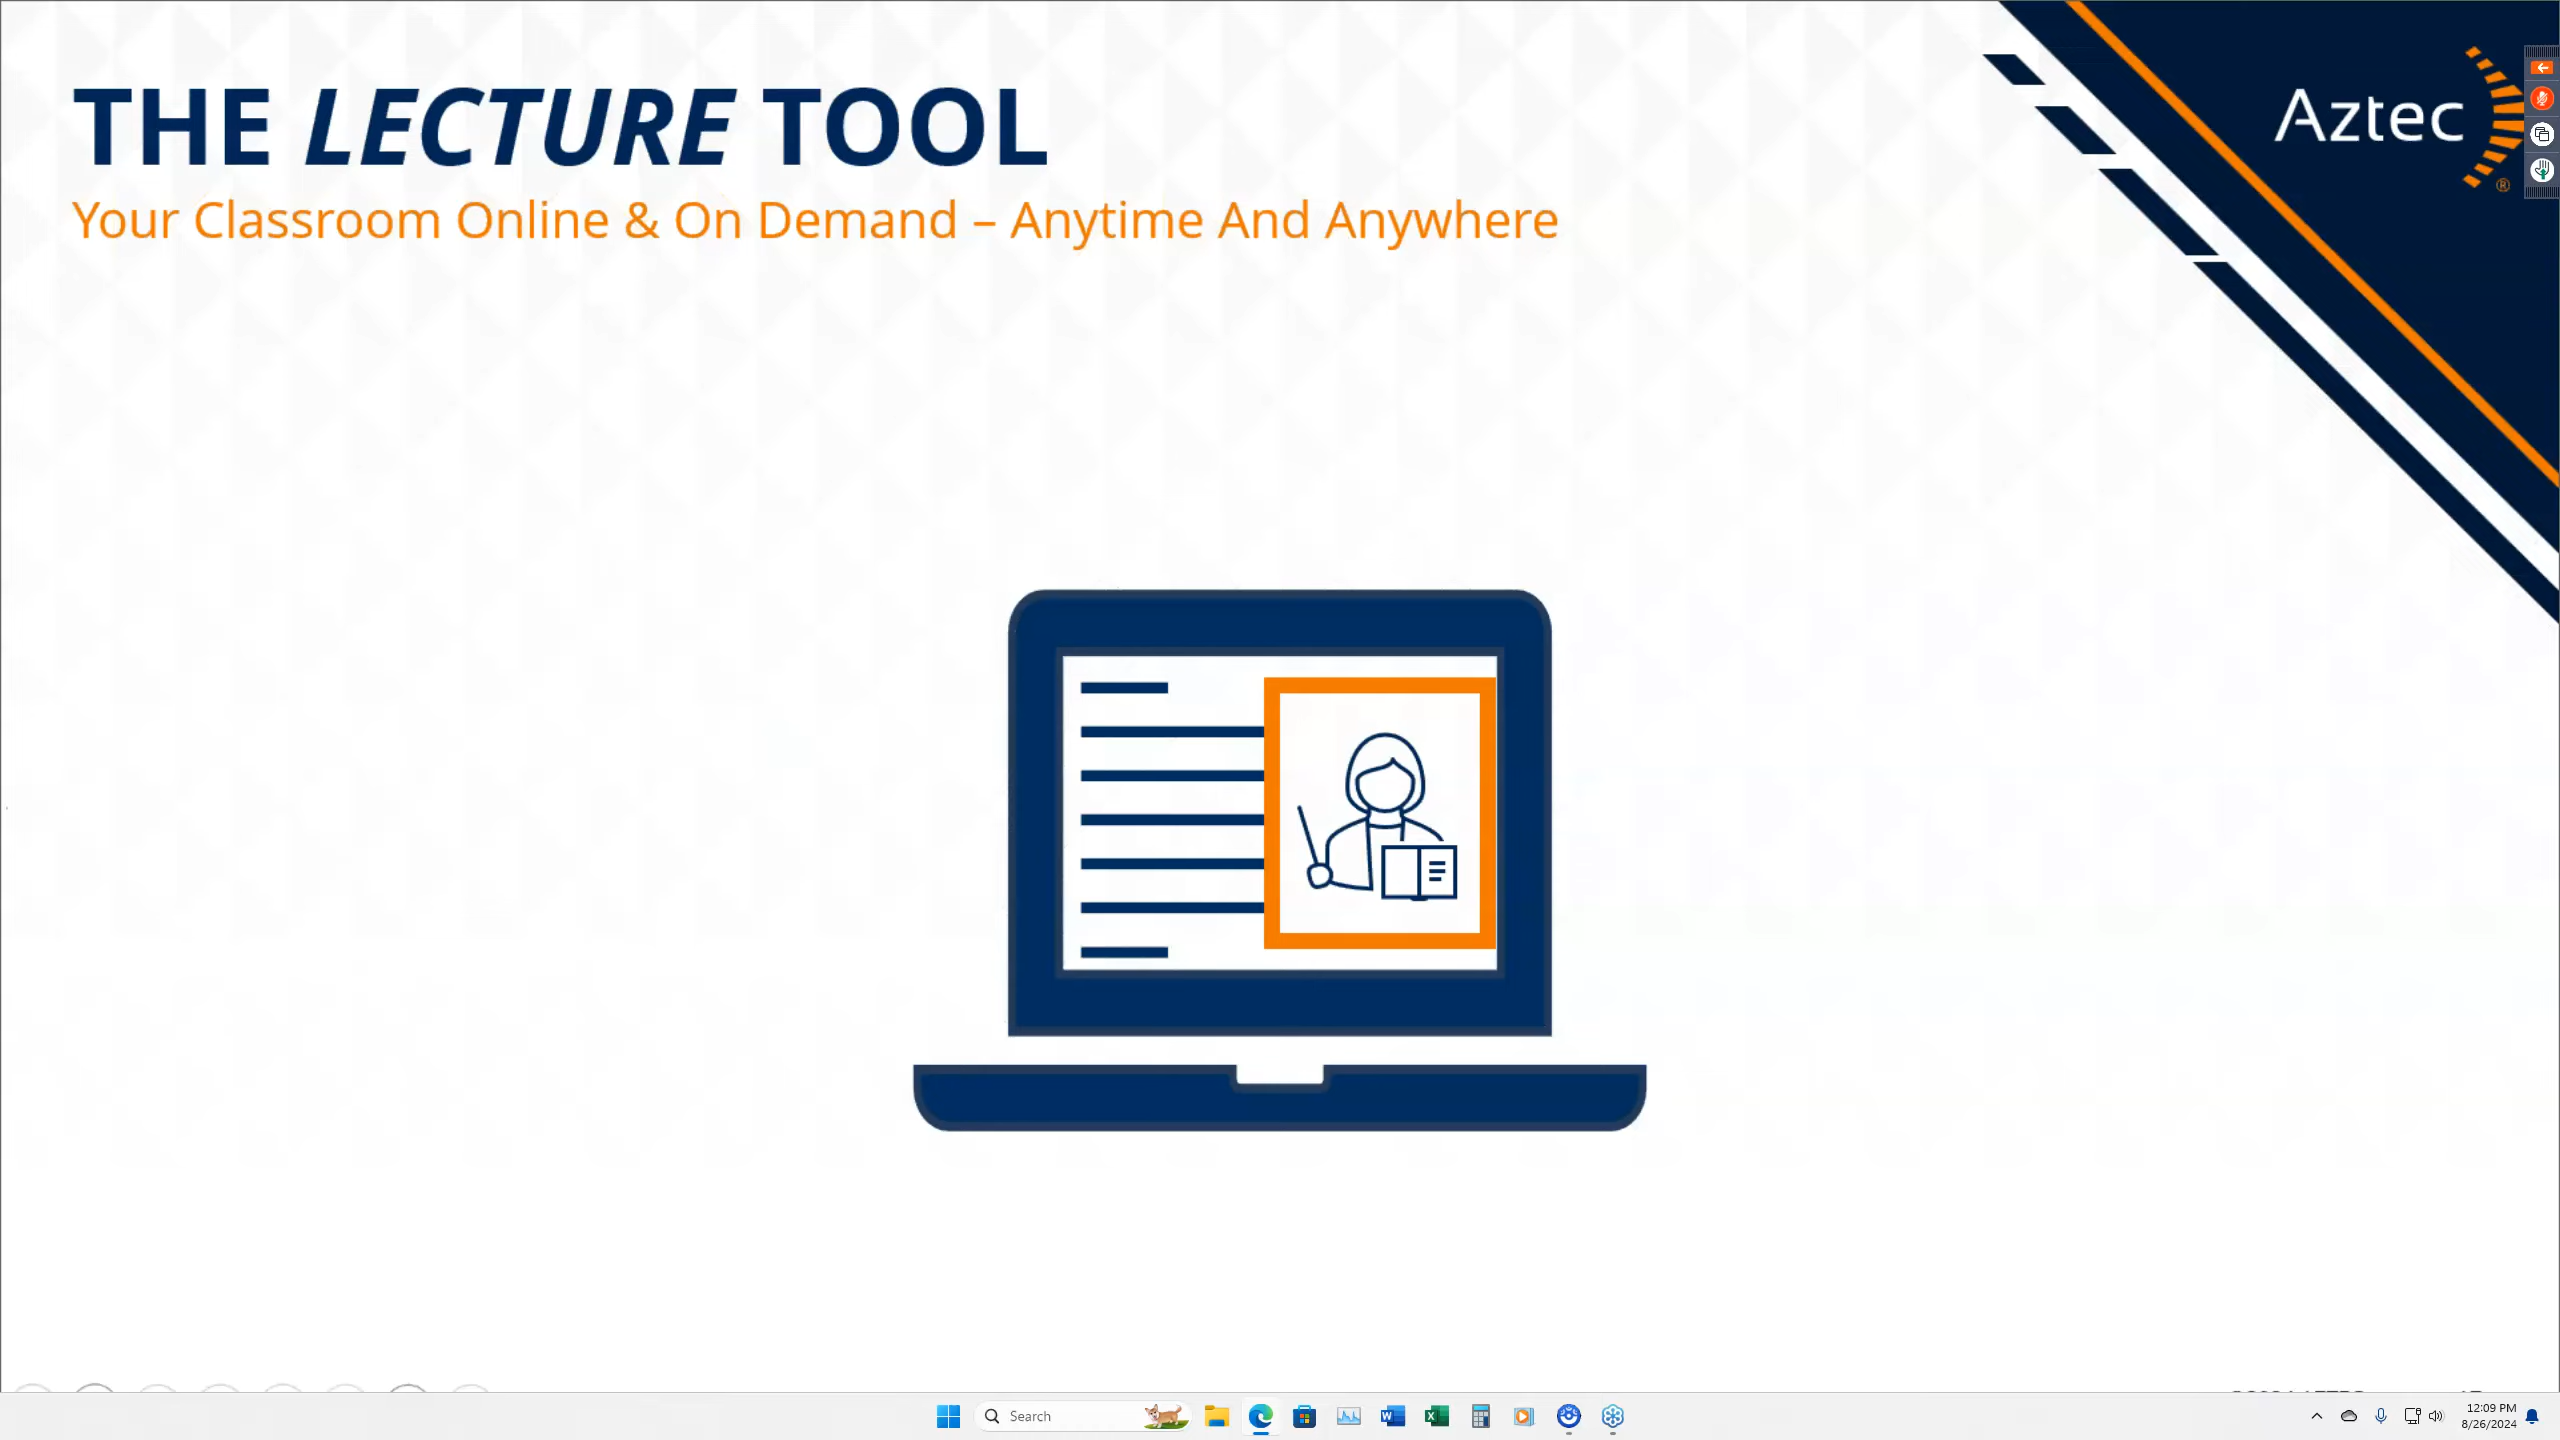 THE LECTURE TOOL
Your Classroom Online & On Demand – Anytime And Anywhere
Aztec
®
Search
12:09 PM
8/26/2024